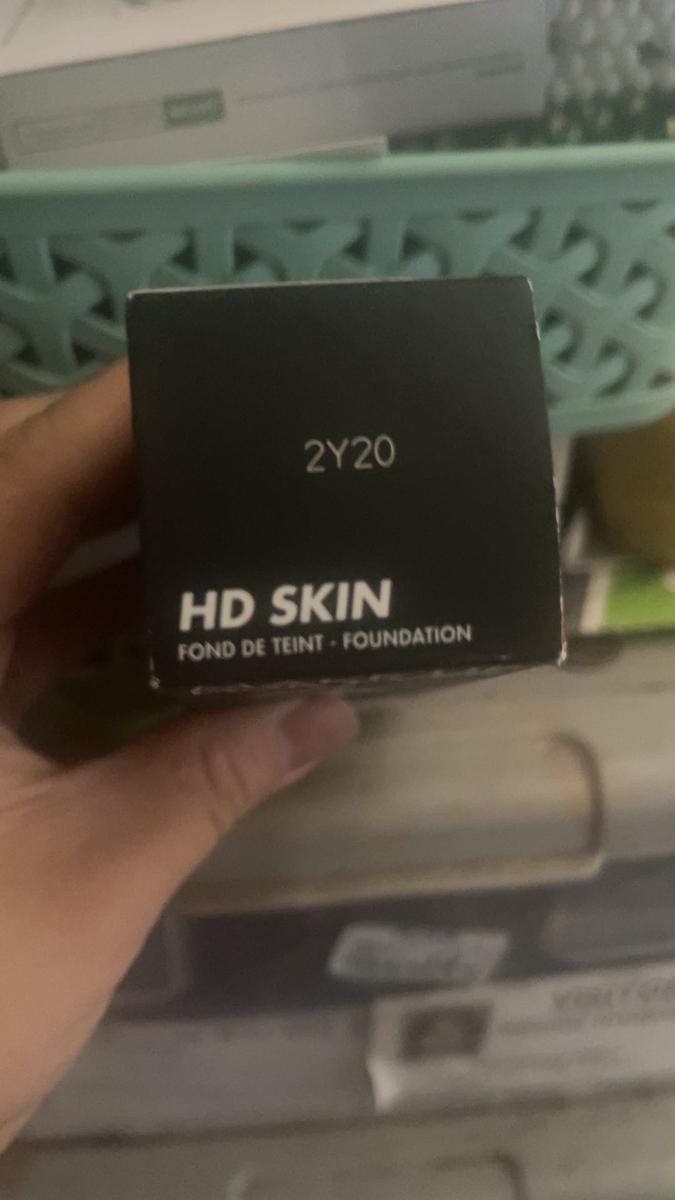 2Y20
HD SKIN
FOND DE TEINT · FOUNDATION